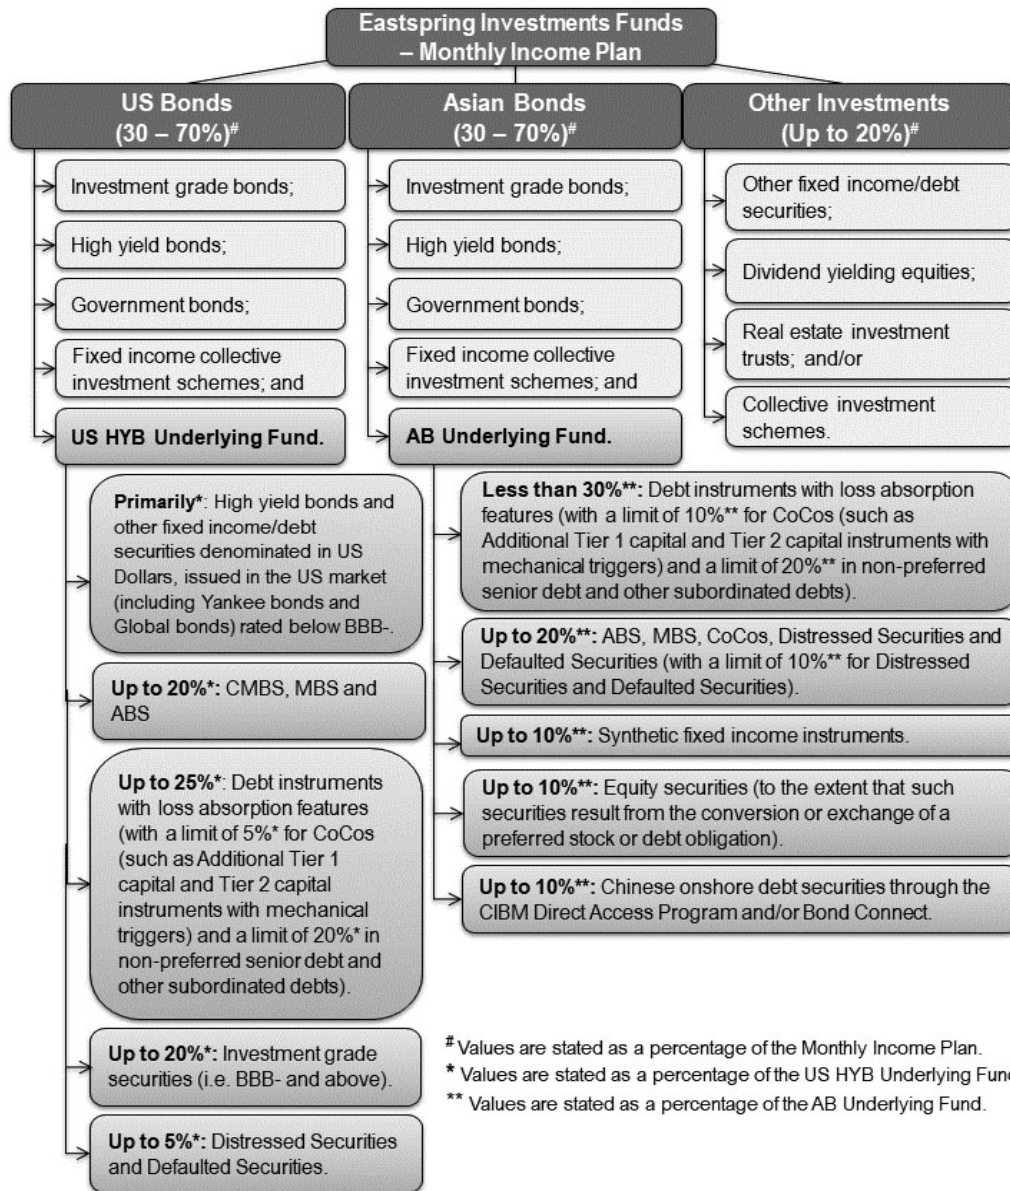 Eastspring Investments Funds
– Monthly Income Plan
US Bonds
(30 – 70%)#
Investment grade bonds;
High yield bonds;
Government bonds;
Fixed income collective
investment schemes; and
US HYB Underlying Fund.
Primarily*: High yield bonds and
other fixed income/debt
securities denominated in US
Dollars, issued in the US market
(including Yankee bonds and
Global bonds) rated below BBB-.
Up to 20%*: CMBS, MBS and
ABS
Up to 25%*: Debt instruments
with loss absorption features
(with a limit of 5%* for CoCos
(such as Additional Tier 1
capital and Tier 2 capital
instruments with mechanical
triggers) and a limit of 20%* in
non-preferred senior debt and
other subordinated debts).
Up to 20%*: Investment grade
securities (i.e. BBB- and above).
Up to 5%*: Distressed Securities
and Defaulted Securities.
Asian Bonds
(30 – 70%)#
Investment grade bonds;
High yield bonds;
Government bonds;
Fixed income collective
investment schemes; and
AB Underlying Fund.
Less than 30%**: Debt instruments with loss absorption
features (with a limit of 10%** for CoCos (such as
Additional Tier 1 capital and Tier 2 capital instruments with
mechanical triggers) and a limit of 20%** in non-preferred
senior debt and other subordinated debts).
Up to 20%**: ABS, MBS, CoCos, Distressed Securities and
Defaulted Securities (with a limit of 10%** for Distressed
Securities and Defaulted Securities).
Up to 10%**: Synthetic fixed income instruments.
Up to 10%**: Equity securities (to the extent that such
securities result from the conversion or exchange of a
preferred stock or debt obligation).
Up to 10%**: Chinese onshore debt securities through the
CIBM Direct Access Program and/or Bond Connect.
Other Investments
(Up to 20%)#
Other fixed income/debt
securities;
Dividend yielding equities;
Real estate investment
trusts; and/or
Collective investment
schemes.
# Values are stated as a percentage of the Monthly Income Plan.
* Values are stated as a percentage of the US HYB Underlying Fund
** Values are stated as a percentage of the AB Underlying Fund.